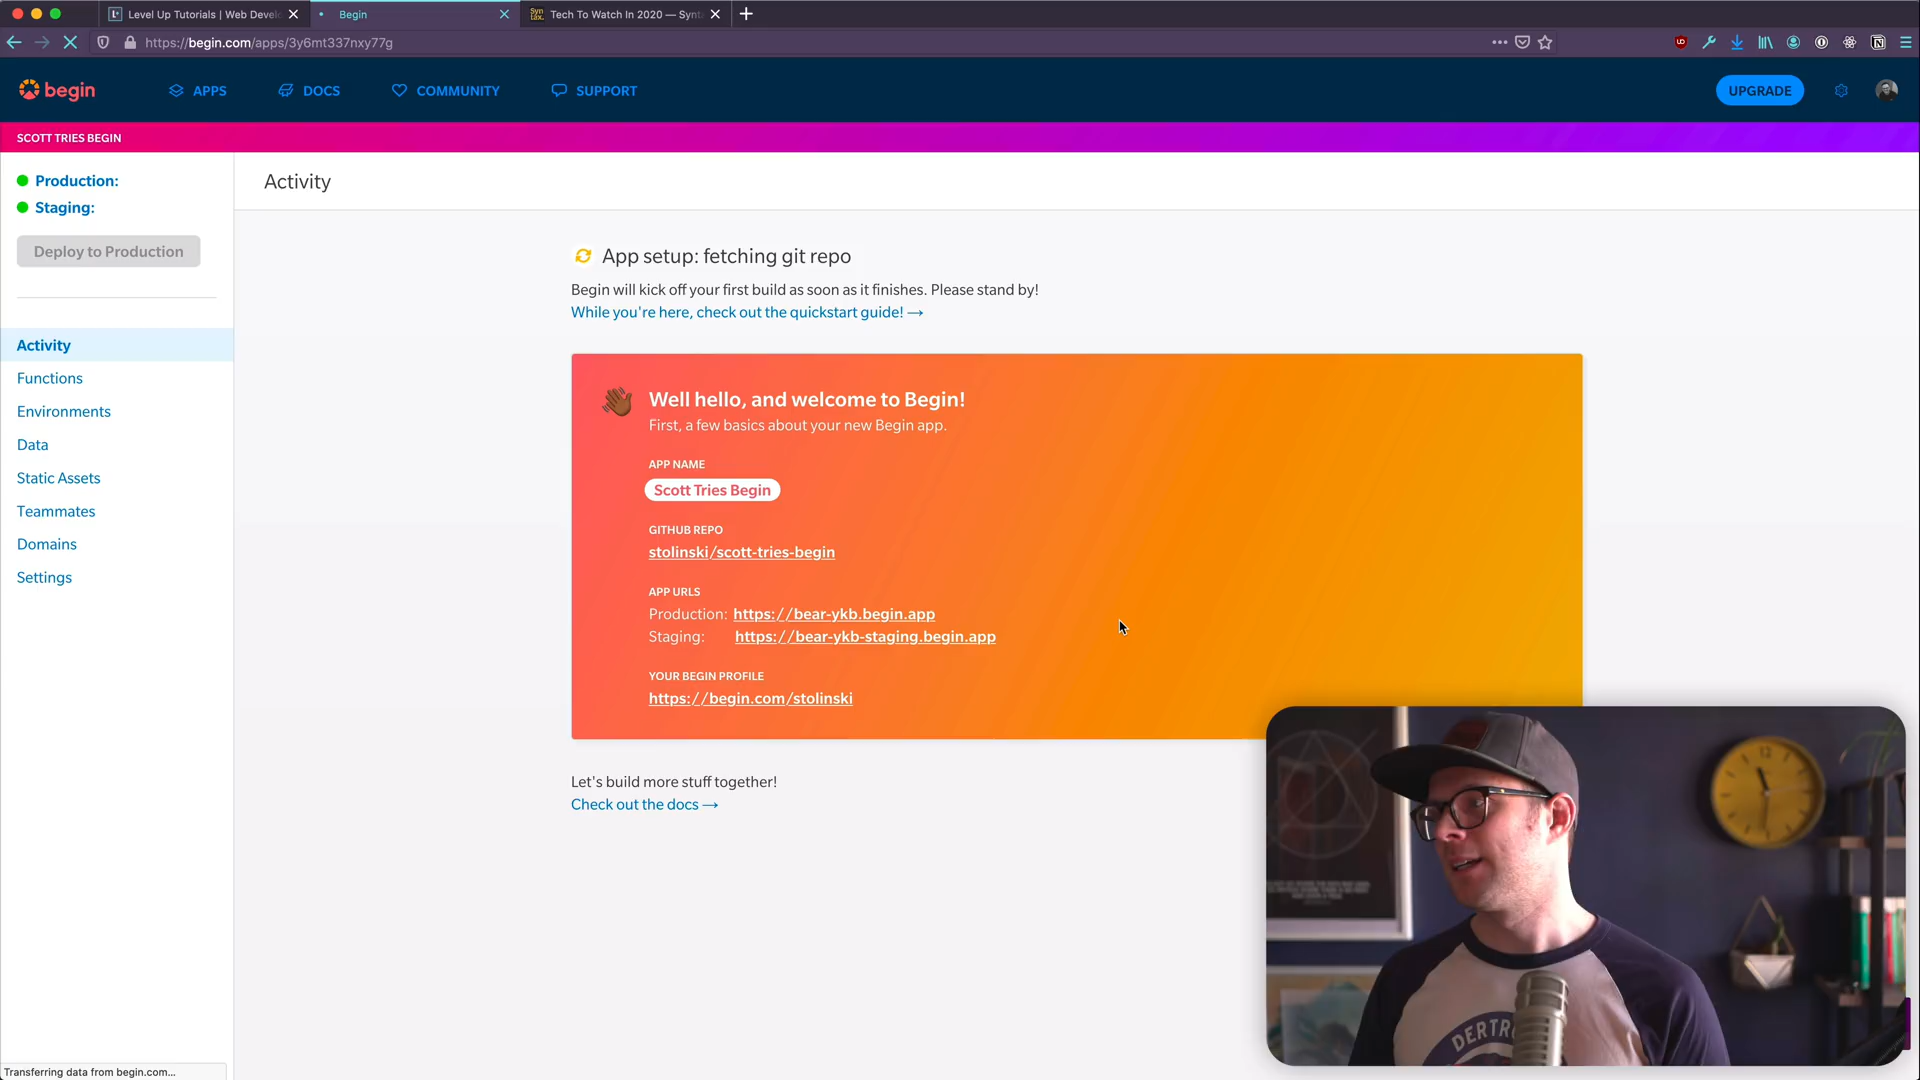 Level Up Tutorials | Web Devel
Begin
Tech To Watch In 2020 — Synt
https://begin.com/apps/3y6mt337nxy77g
begin
APPS
DOCS
COMMUNITY
SUPPORT
UPGRADE
SCOTT TRIES BEGIN
Production:
Staging:
Deploy to Production
Activity
Functions
Environments
Data
Static Assets
Teammates
Domains
Settings
Activity
App setup: fetching git repo
Begin will kick off your first build as soon as it finishes. Please stand by!
While you're here, check out the quickstart guide! →
Well hello, and welcome to Begin!
First, a few basics about your new Begin app.
APP NAME
Scott Tries Begin
GITHUB REPO
stolinski/scott-tries-begin
APP URLS
Production: https://bear-ykb.begin.app
Staging: https://bear-ykb-staging.begin.app
YOUR BEGIN PROFILE
https://begin.com/stolinski
Let's build more stuff together!
Check out the docs →
DERTRO
Transferring data from begin.com...